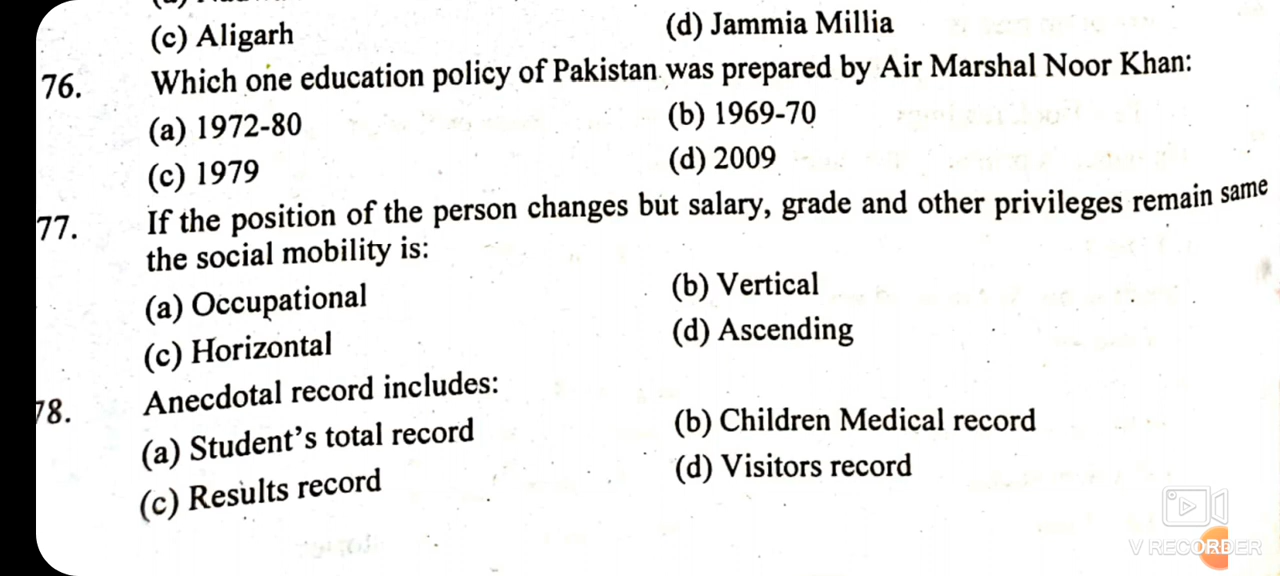 (c) Aligarh (d) Jammia Millia
76. Which one education policy of Pakistan was prepared by Air Marshal Noor Khan:
(a) 1972-80 (b) 1969-70
(c) 1979 (d) 2009
77. If the position of the person changes but salary, grade and other privileges remain same
the social mobility is:
(a) Occupational (b) Vertical
(c) Horizontal (d) Ascending
78. Anecdotal record includes:
(a) Student's total record (b) Children Medical record
(c) Results record (d) Visitors record
V RECORDER